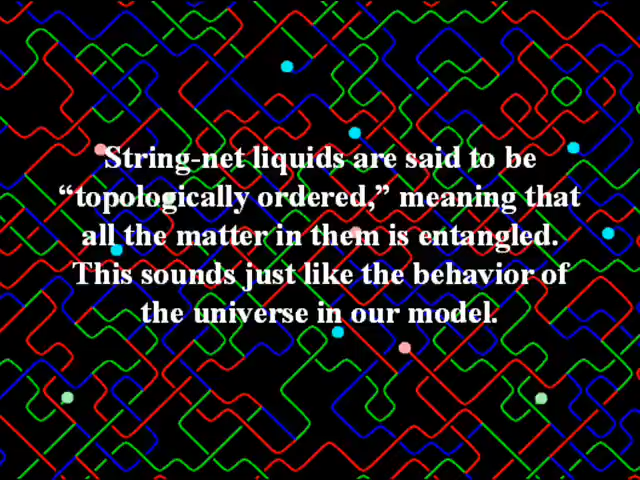 String-net liquids are said to be
“topologically ordered,” meaning that
all the matter in them is entangled.
This sounds just like the behavior of
the universe in our model.